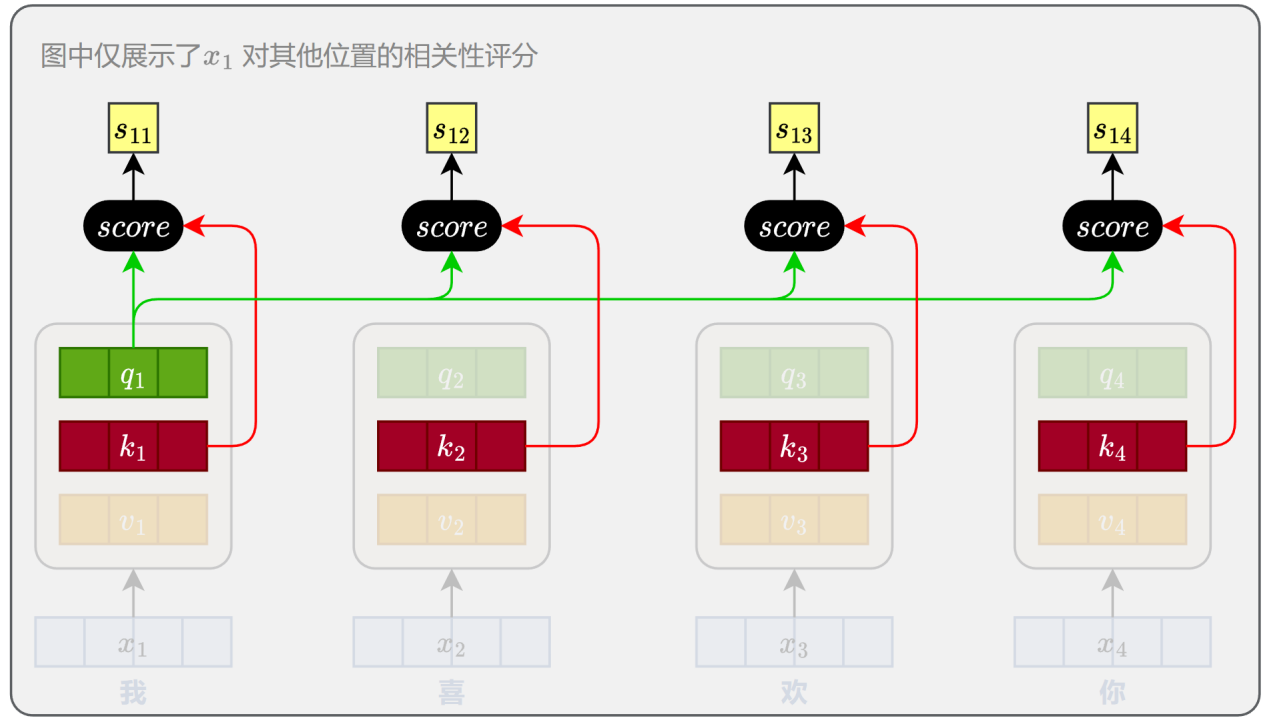 图中仅展示了x₁ 对其他位置的相关性评分
s₁₁ s₁₂ s₁₃ s₁₄
score score score score
q₁ q₂ q₃ q₄
k₁ k₂ k₃ k₄
v₁ v₂ v₃ v₄
x₁ x₂ x₃ x₄
我 喜 欢 你